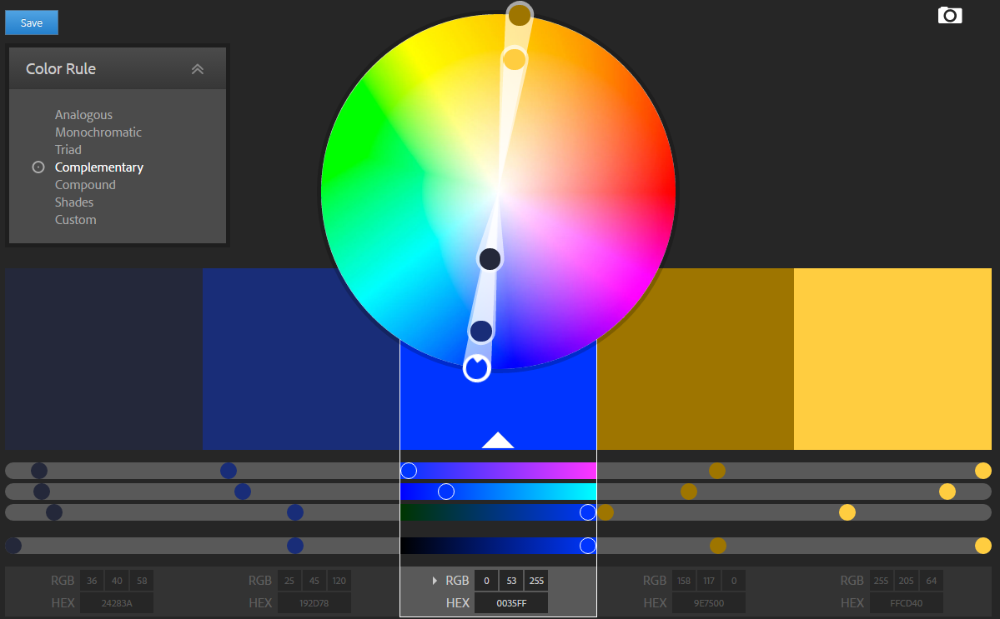 Save
Color Rule
Analogous
Monochromatic
Triad
Complementary
Compound
Shades
Custom
RGB 36 40 58
HEX 24283A
RGB 25 45 120
HEX 192D78
RGB 0 53 255
HEX 0035FF
RGB 158 117 0
HEX 9E7500
RGB 255 205 64
HEX FFCD40